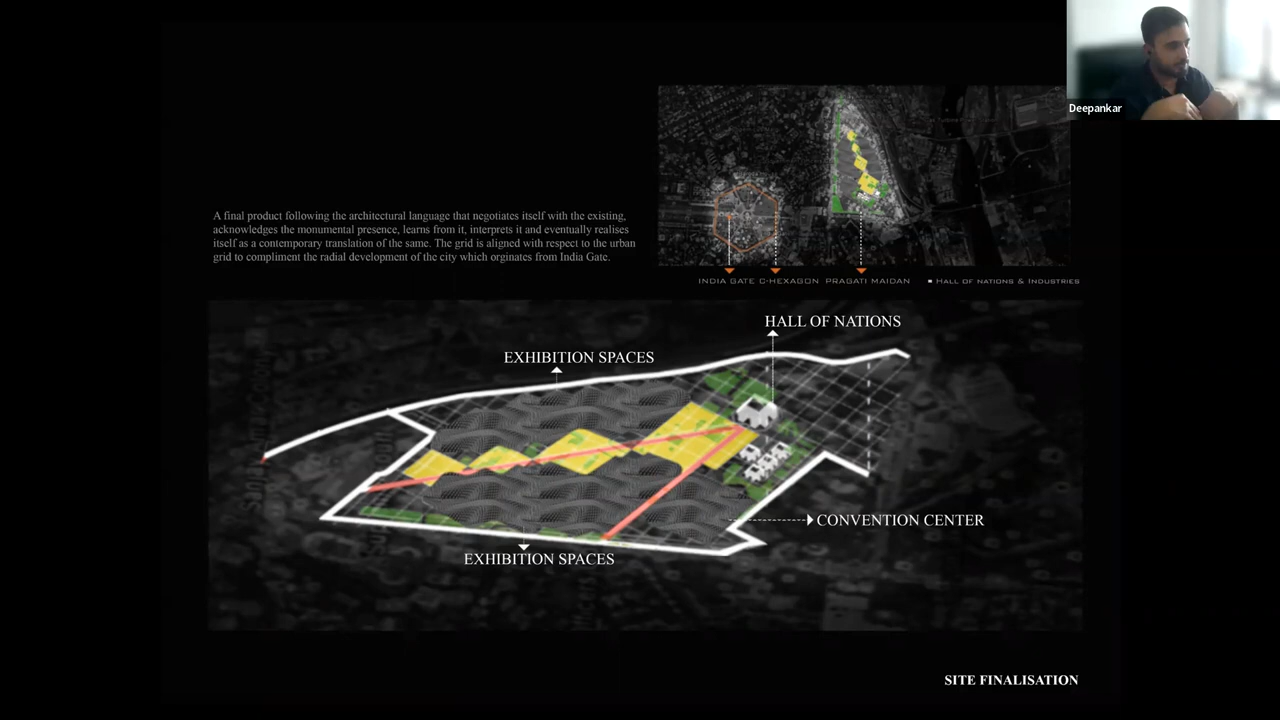 Deepankar
A final product following the architectural language that negotiates itself with the existing,
acknowledges the monumental presence, learns from it, interprets it and eventually realises
itself as a contemporary translation of the same. The grid is aligned with respect to the urban
grid to compliment the radial development of the city which orginates from India Gate.
INDIA GATE C-HEXAGON PRAGATI MAIDAN HALL OF NATIONS & INDUSTRIES
HALL OF NATIONS
EXHIBITION SPACES
CONVENTION CENTER
EXHIBITION SPACES
SITE FINALISATION